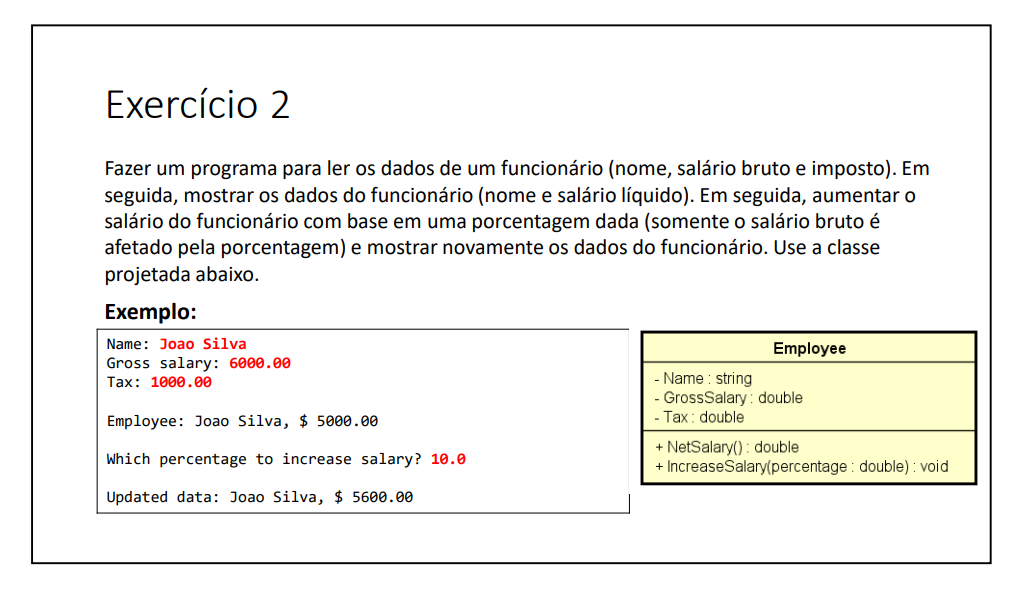 Exercício 2
Fazer um programa para ler os dados de um funcionário (nome, salário bruto e imposto). Em
seguida, mostrar os dados do funcionário (nome e salário líquido). Em seguida, aumentar o
salário do funcionário com base em uma porcentagem dada (somente o salário bruto é
afetado pela porcentagem) e mostrar novamente os dados do funcionário. Use a classe
projetada abaixo.
Exemplo:
Name: Joao Silva
Gross salary: 6000.00
Tax: 1000.00
Employee: Joao Silva, $ 5000.00
Which percentage to increase salary? 10.0
Updated data: Joao Silva, $ 5600.00
Employee
- Name : string
- GrossSalary : double
- Tax : double
+ NetSalary() : double
+ IncreaseSalary(percentage : double) : void